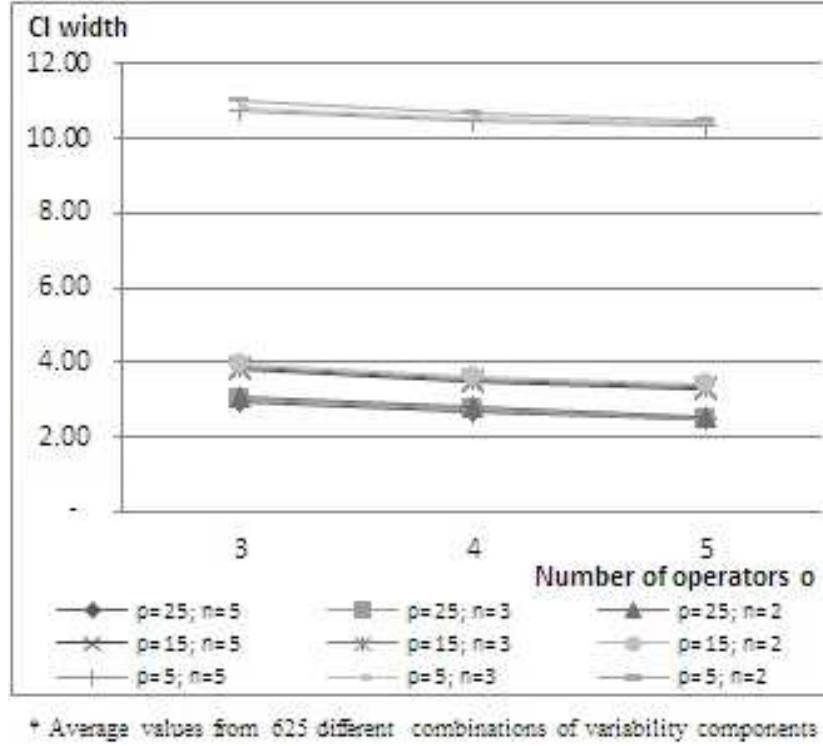 CI width
12.00
10.00
8.00
6.00
4.00
2.00
-
3 4 5
Number of operators o
p=25; n=5 p=25; n=3 p=25; n=2
p=15; n=5 p=15; n=3 p=15; n=2
p=5; n=5 p=5; n=3 p=5; n=2
* Average values from 625 different combinations of variability components